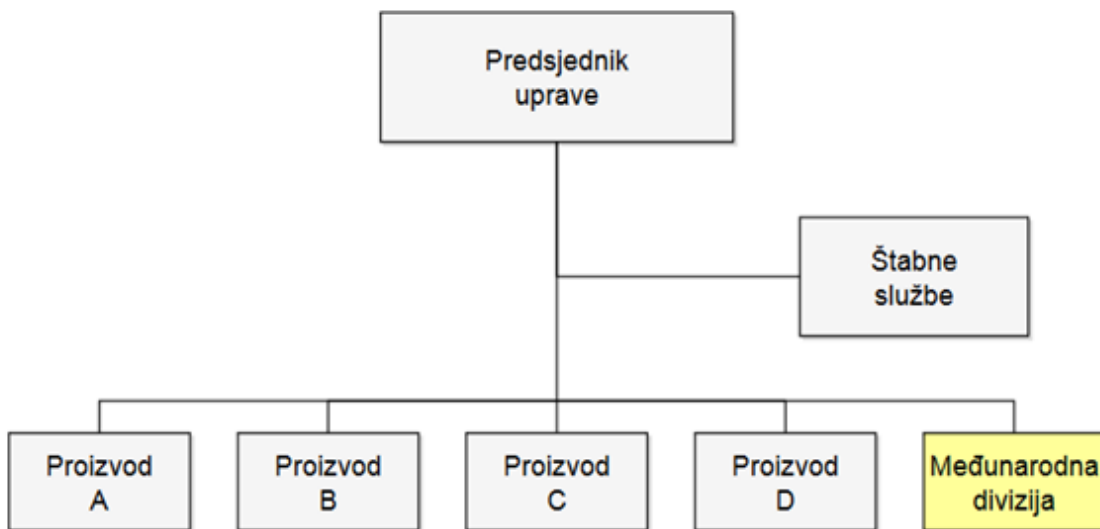 Predsjednik
uprave
Štabne
službe
Proizvod
A
Proizvod
B
Proizvod
C
Proizvod
D
Međunarodna
divizija